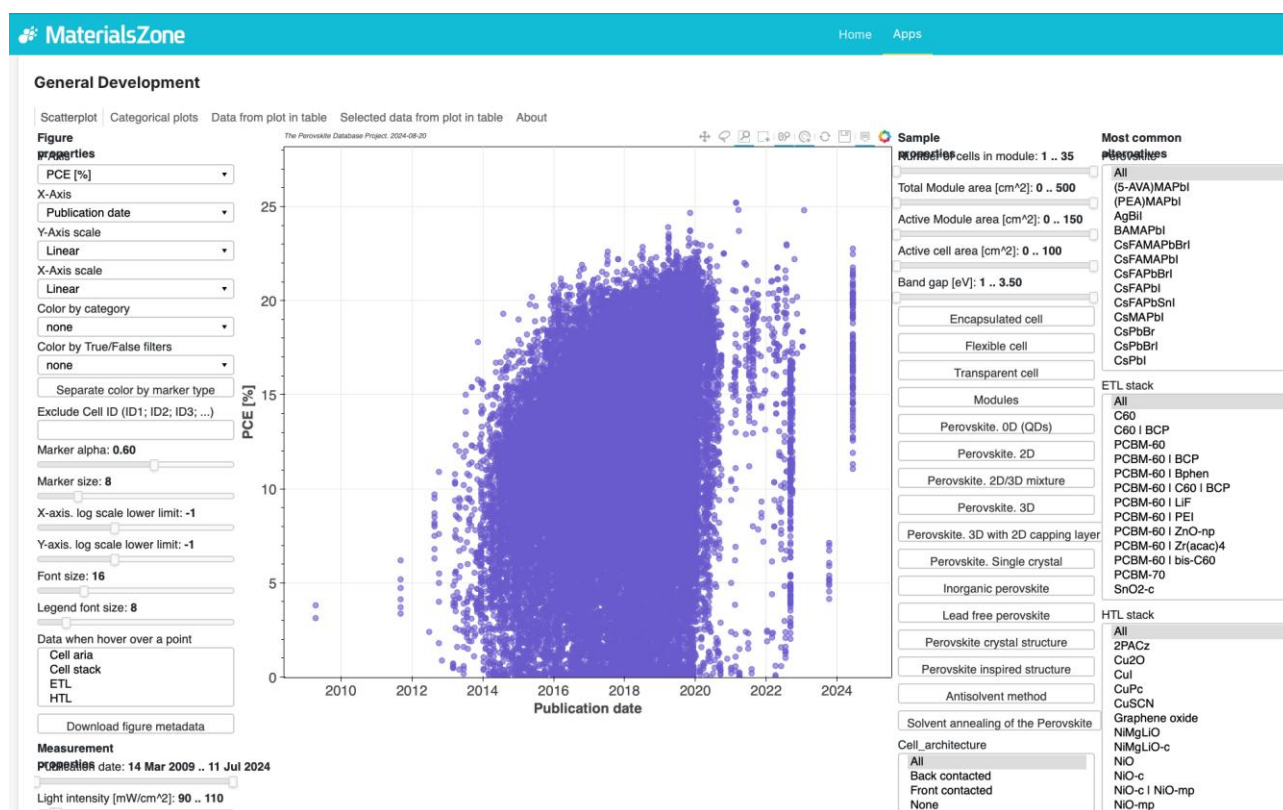 MaterialsZone
Home Apps
General Development
Scatterplot Categorical plots Data from plot in table Selected data from plot in table About
Figure
properties
PCE [%]
X-Axis
Publication date
Y-Axis scale
Linear
X-Axis scale
Linear
Color by category
none
Color by True/False filters
none
Separate color by marker type
Exclude Cell ID (ID1; ID2; ID3; ...)
Marker alpha: 0.60
Marker size: 8
X-axis. log scale lower limit: -1
Y-axis. log scale lower limit: -1
Font size: 16
Legend font size: 8
Data when hover over a point
Cell aria
Cell stack
ETL
HTL
Download figure metadata
Measurement
properties
Publication date: 14 Mar 2009 .. 11 Jul 2024
Light intensity [mW/cm^2]: 90 .. 110
The Perovskite Database Project. 2024-08-20
PCE [%]
25
20
15
10
5
0
2010 2012 2014 2016 2018 2020 2022 2024
Publication date
Sample
properties
Number of cells in module: 1 .. 35
Total Module area [cm^2]: 0 .. 500
Active Module area [cm^2]: 0 .. 150
Active cell area [cm^2]: 0 .. 100
Band gap [eV]: 1 .. 3.50
Encapsulated cell
Flexible cell
Transparent cell
Modules
Perovskite. 0D (QDs)
Perovskite. 2D
Perovskite. 2D/3D mixture
Perovskite. 3D
Perovskite. 3D with 2D capping layer
Perovskite. Single crystal
Inorganic perovskite
Lead free perovskite
Perovskite crystal structure
Perovskite inspired structure
Antisolvent method
Solvent annealing of the Perovskite
Cell_architecture
All
Back contacted
Front contacted
None
Most common
alternatives
Perovskite
All
(5-AVA)MAPbI
(PEA)MAPbI
AgBiI
BAMAPbI
CsFAMAPbBrI
CsFAMAPbI
CsFAPbBrI
CsFAPbI
CsFAPbSnI
CsMAPbI
CsPbBr
CsPbBrI
CsPbI
ETL stack
All
C60
C60 | BCP
PCBM-60
PCBM-60 | BCP
PCBM-60 | Bphen
PCBM-60 | C60 | BCP
PCBM-60 | LiF
PCBM-60 | PEI
PCBM-60 | ZnO-np
PCBM-60 | Zr(acac)4
PCBM-60 | bis-C60
PCBM-70
SnO2-c
HTL stack
All
2PACz
Cu2O
CuI
CuPc
CuSCN
Graphene oxide
NiMgLiO
NiMgLiO-c
NiO
NiO-c
NiO-c | NiO-mp
NiO-mp